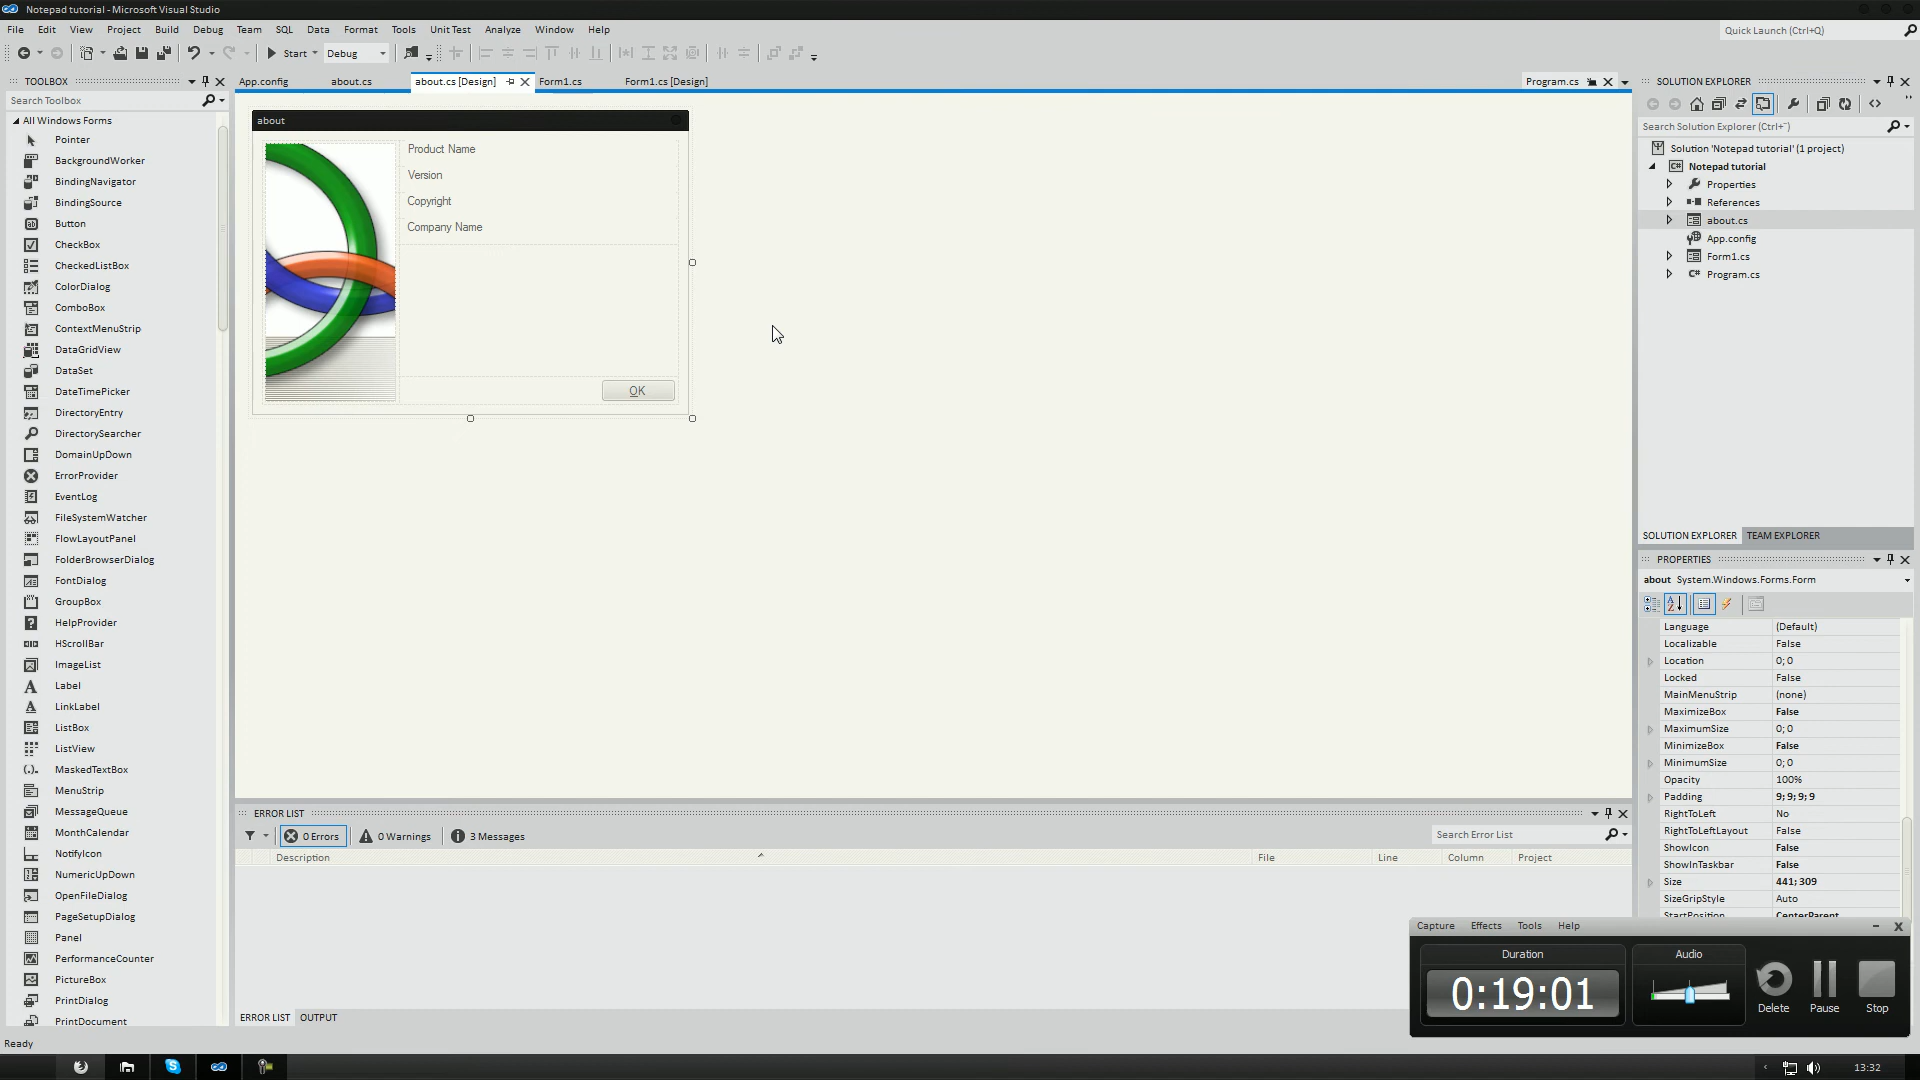 Notepad tutorial - Microsoft Visual Studio
File Edit View Project Build Debug Team SQL Data Format Tools Unit Test Analyze Window Help
Quick Launch (Ctrl+Q)
Start Debug
TOOLBOX
Search Toolbox
All Windows Forms
Pointer
BackgroundWorker
BindingNavigator
BindingSource
Button
CheckBox
CheckedListBox
ColorDialog
ComboBox
ContextMenuStrip
DataGridView
DataSet
DateTimePicker
DirectoryEntry
DirectorySearcher
DomainUpDown
ErrorProvider
EventLog
FileSystemWatcher
FlowLayoutPanel
FolderBrowserDialog
FontDialog
GroupBox
HelpProvider
HScrollBar
ImageList
Label
LinkLabel
ListBox
ListView
MaskedTextBox
MenuStrip
MessageQueue
MonthCalendar
NotifyIcon
NumericUpDown
OpenFileDialog
PageSetupDialog
Panel
PerformanceCounter
PictureBox
PrintDialog
PrintDocument
App.config about.cs about.cs [Design] Form1.cs Form1.cs [Design] Program.cs
about
Product Name
Version
Copyright
Company Name
OK
ERROR LIST
0 Errors 0 Warnings 3 Messages
Search Error List
Description File Line Column Project
ERROR LIST OUTPUT
SOLUTION EXPLORER
Search Solution Explorer (Ctrl+¨)
Solution 'Notepad tutorial' (1 project)
C# Notepad tutorial
Properties
References
about.cs
App.config
Form1.cs
C# Program.cs
SOLUTION EXPLORER TEAM EXPLORER
PROPERTIES
about System.Windows.Forms.Form
Language (Default)
Localizable False
Location 0; 0
Locked False
MainMenuStrip (none)
MaximizeBox False
MaximumSize 0; 0
MinimizeBox False
MinimumSize 0; 0
Opacity 100%
Padding 9; 9; 9; 9
RightToLeft No
RightToLeftLayout False
ShowIcon False
ShowInTaskbar False
Size 441; 309
SizeGripStyle Auto
StartPosition CenterParent
Capture Effects Tools Help
Duration
0:19:01
Audio
Delete Pause Stop
Ready
13:32